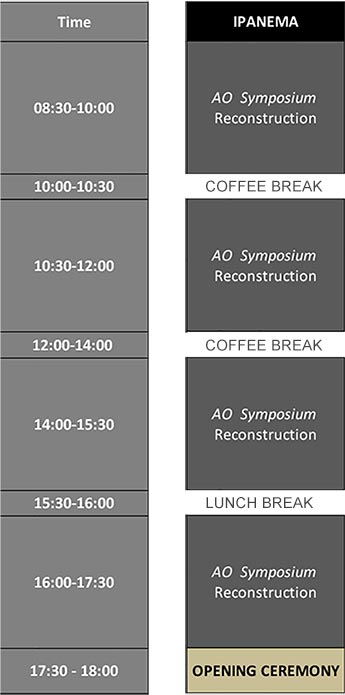 Time IPANEMA
08:30-10:00 AO Symposium
Reconstruction
10:00-10:30 COFFEE BREAK
10:30-12:00 AO Symposium
Reconstruction
12:00-14:00 COFFEE BREAK
14:00-15:30 AO Symposium
Reconstruction
15:30-16:00 LUNCH BREAK
16:00-17:30 AO Symposium
Reconstruction
17:30 - 18:00 OPENING CEREMONY